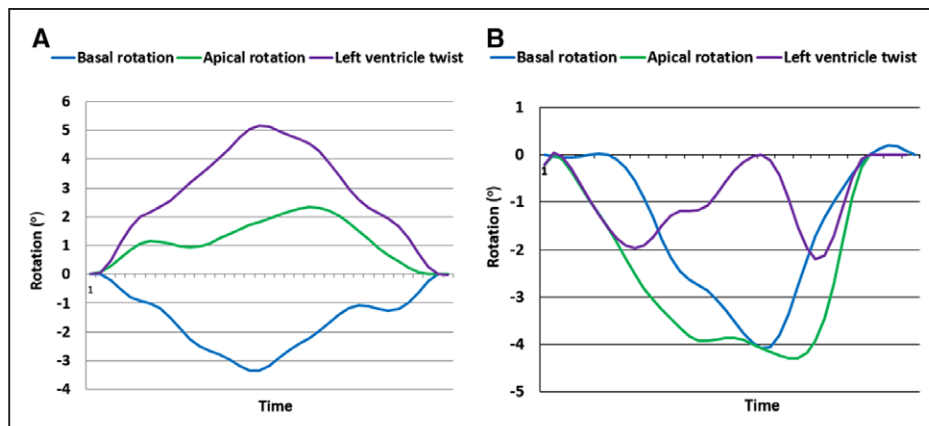 A
Basal rotation Apical rotation Left ventricle twist
6
5
4
3
2
1
0
-1
-2
-3
-4
1
Rotation (°)
Time
B
Basal rotation Apical rotation Left ventricle twist
1
0
-1
-2
-3
-4
-5
1
Rotation (°)
Time